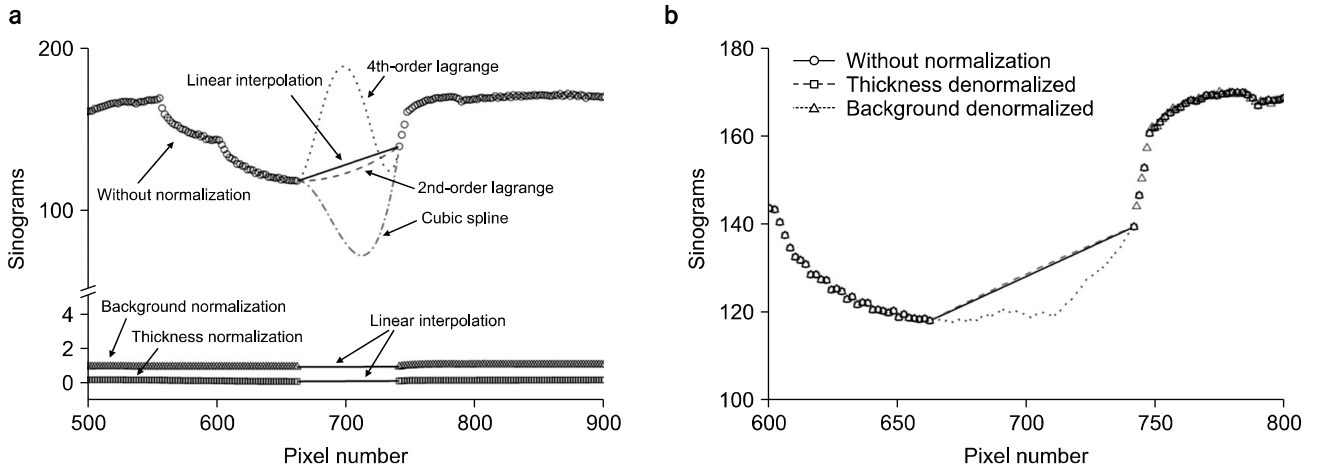 a
200
100
4
2
0
500
600
700
800
900
Sinograms
Pixel number
Linear interpolation
4th-order lagrange
Without normalization
2nd-order lagrange
Cubic spline
Background normalization
Thickness normalization
Linear interpolation
b
180
160
140
120
100
600
650
700
750
800
Sinograms
Pixel number
Without normalization
Thickness denormalized
Background denormalized